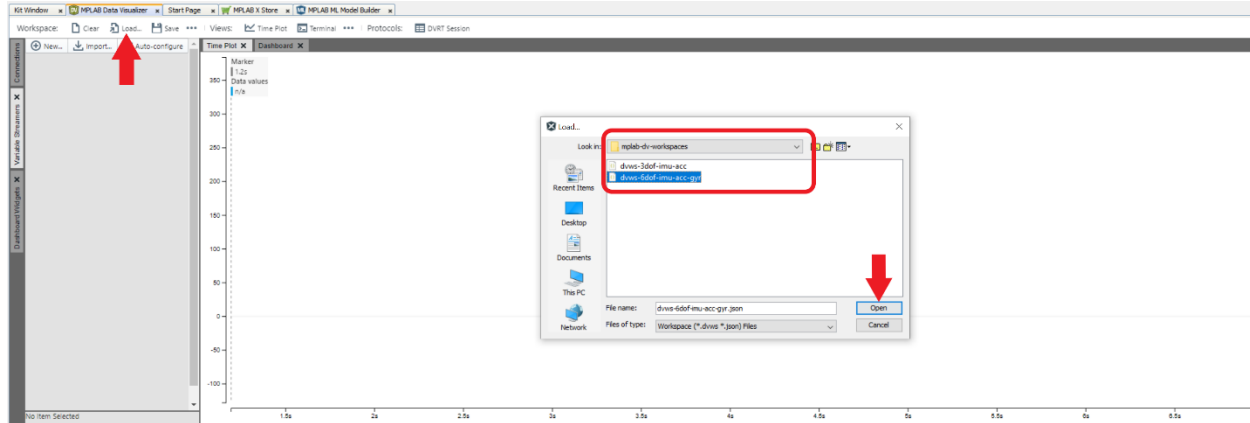 Kit Window MPLAB Data Visualizer Start Page MPLAB X Store MPLAB ML Model Builder
Workspace: Clear Load... Save Views: Time Plot Terminal Protocols: DVRT Session
New... Import... Auto-configure
Time Plot Dashboard
Connections
Variable Streamers
Dashboard Widgets
Marker
1.2s
Data values
n/a
350
300
250
200
150
100
50
0
-50
-100
1.5s 2s 2.5s 3s 3.5s 4s 4.5s 5s 5.5s 6s 6.5s
No Item Selected
Load...
Look in: mplab-dv-workspaces
dvws-3dof-imu-acc
dvws-6dof-imu-acc-gyr
Recent Items
Desktop
Documents
This PC
Network
File name: dvws-6dof-imu-acc-gyr.json
Open
Files of type: Workspace (*.dvws *.json) Files
Cancel